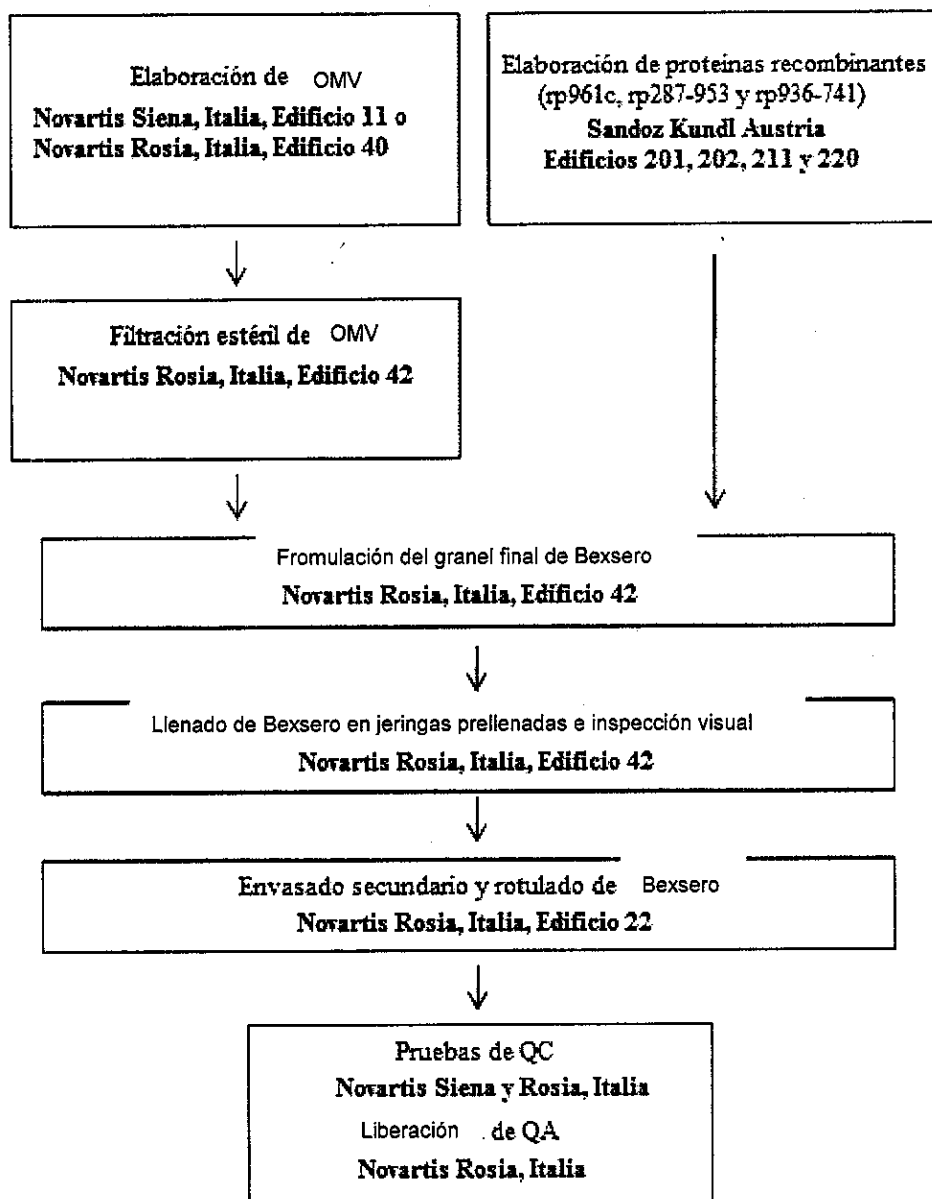 Elaboración de OMV
Novartis Siena, Italia, Edificio 11 o
Novartis Rosia, Italia, Edificio 40
Elaboración de proteínas recombinantes
(rp961c, rp287-953 y rp936-741)
Sandoz Kundl Austria
Edificios 201, 202, 211 y 220
Filtración estéril de OMV
Novartis Rosia, Italia, Edificio 42
Fromulación del granel final de Bexsero
Novartis Rosia, Italia, Edificio 42
Llenado de Bexsero en jeringas prellenadas e inspección visual
Novartis Rosia, Italia, Edificio 42
Envasado secundario y rotulado de Bexsero
Novartis Rosia, Italia, Edificio 22
Pruebas de QC
Novartis Siena y Rosia, Italia
Liberación de QA
Novartis Rosia, Italia